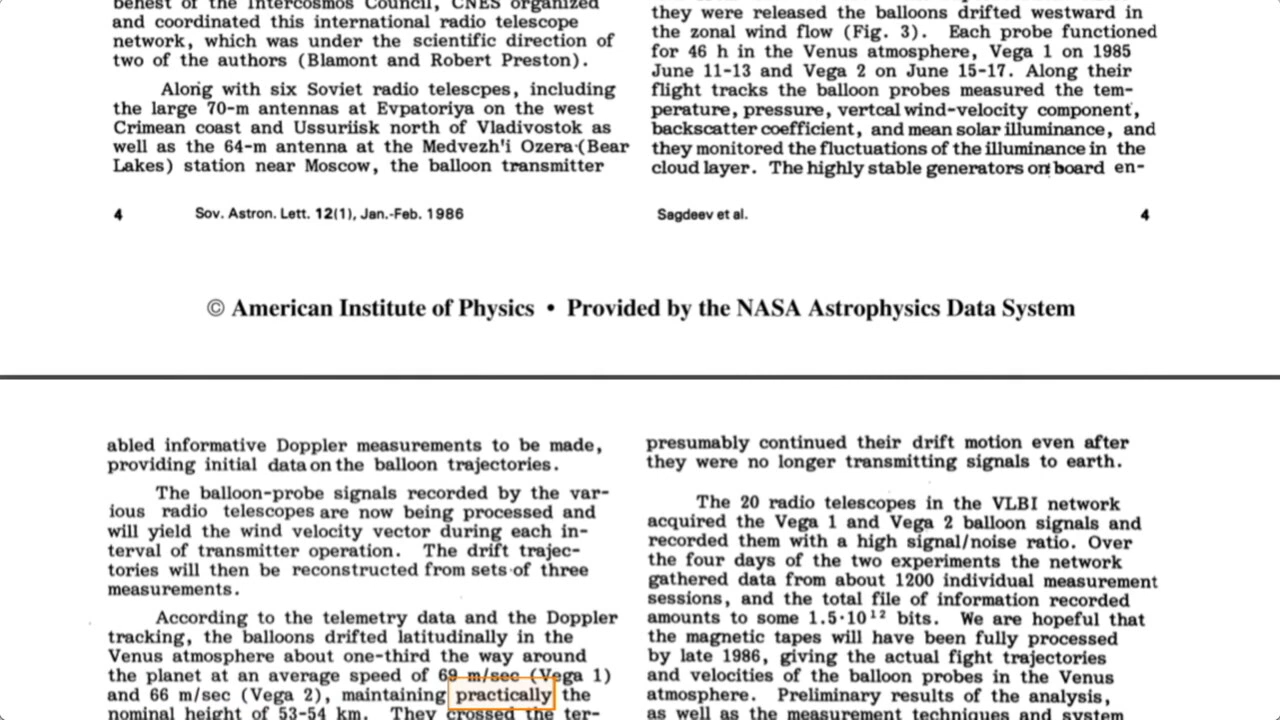 behest of the Intercosmos Council, CNES organized
and coordinated this international radio telescope
network, which was under the scientific direction of
two of the authors (Blamont and Robert Preston).
Along with six Soviet radio telescpes, including
the large 70-m antennas at Evpatoriya on the west
Crimean coast and Ussuriisk north of Vladivostok as
well as the 64-m antenna at the Medvezh'i Ozera (Bear
Lakes) station near Moscow, the balloon transmitter
they were released the balloons drifted westward in
the zonal wind flow (Fig. 3). Each probe functioned
for 46 h in the Venus atmosphere, Vega 1 on 1985
June 11-13 and Vega 2 on June 15-17. Along their
flight tracks the balloon probes measured the tem-
perature, pressure, vertcal wind-velocity component,
backscatter coefficient, and mean solar illuminance, and
they monitored the fluctuations of the illuminance in the
cloud layer. The highly stable generators on board en-
4 Sov. Astron. Lett. 12(1), Jan.-Feb. 1986 Sagdeev et al. 4
© American Institute of Physics • Provided by the NASA Astrophysics Data System
abled informative Doppler measurements to be made,
providing initial data on the balloon trajectories.
The balloon-probe signals recorded by the var-
ious radio telescopes are now being processed and
will yield the wind velocity vector during each in-
terval of transmitter operation. The drift trajec-
tories will then be reconstructed from sets of three
measurements.
According to the telemetry data and the Doppler
tracking, the balloons drifted latitudinally in the
Venus atmosphere about one-third the way around
the planet at an average speed of 69 m/sec (Vega 1)
and 66 m/sec (Vega 2), maintaining practically the
nominal height of 53-54 km. They crossed the ter-
presumably continued their drift motion even after
they were no longer transmitting signals to earth.
The 20 radio telescopes in the VLBI network
acquired the Vega 1 and Vega 2 balloon signals and
recorded them with a high signal/noise ratio. Over
the four days of the two experiments the network
gathered data from about 1200 individual measurement
sessions, and the total file of information recorded
amounts to some 1.5·10¹² bits. We are hopeful that
the magnetic tapes will have been fully processed
by late 1986, giving the actual fight trajectories
and velocities of the balloon probes in the Venus
atmosphere. Preliminary results of the analysis,
as well as the measurement techniques and system